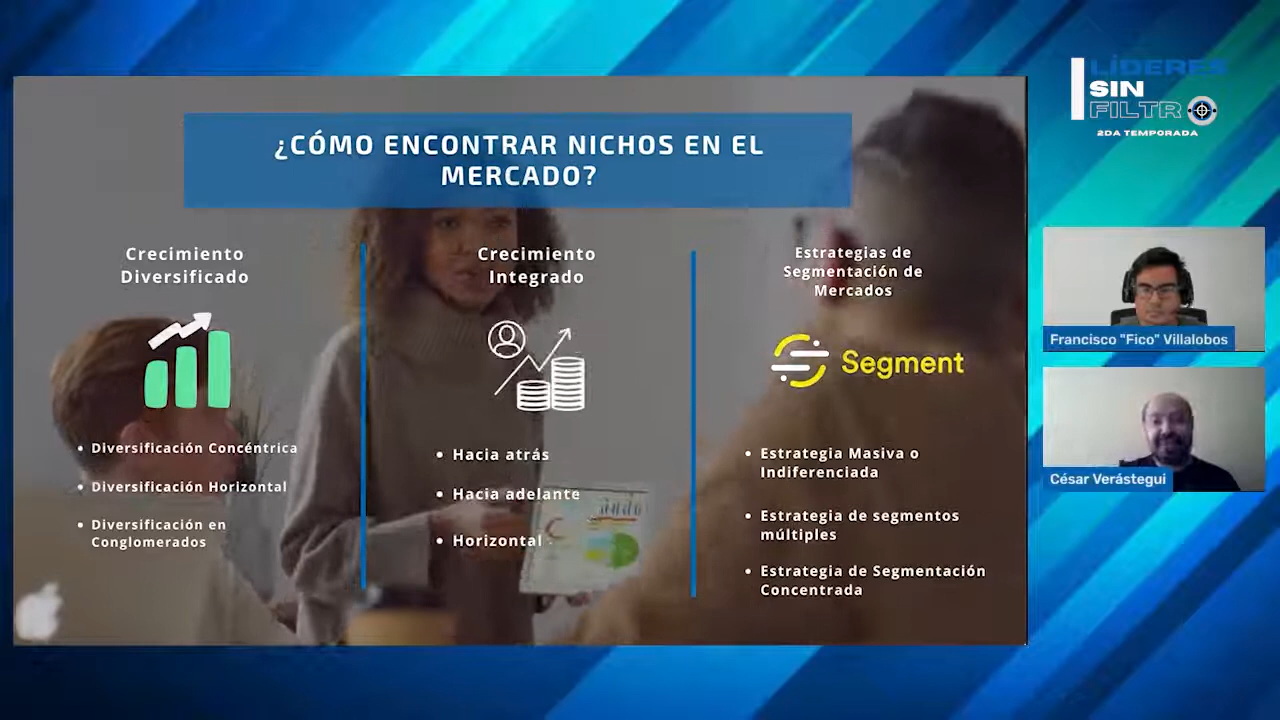 ¿CÓMO ENCONTRAR NICHOS EN EL
MERCADO?
Crecimiento
Diversificado
• Diversificación Concéntrica
• Diversificación Horizontal
• Diversificación en
Conglomerados
Crecimiento
Integrado
• Hacia atrás
• Hacia adelante
• Horizontal
Estrategias de
Segmentación de
Mercados
Segment
• Estrategia Masiva o
Indiferenciada
• Estrategia de segmentos
múltiples
• Estrategia de Segmentación
Concentrada
LÍDERES
SIN
FILTRO
2DA TEMPORADA
Francisco "Fico" Villalobos
César Verástegui